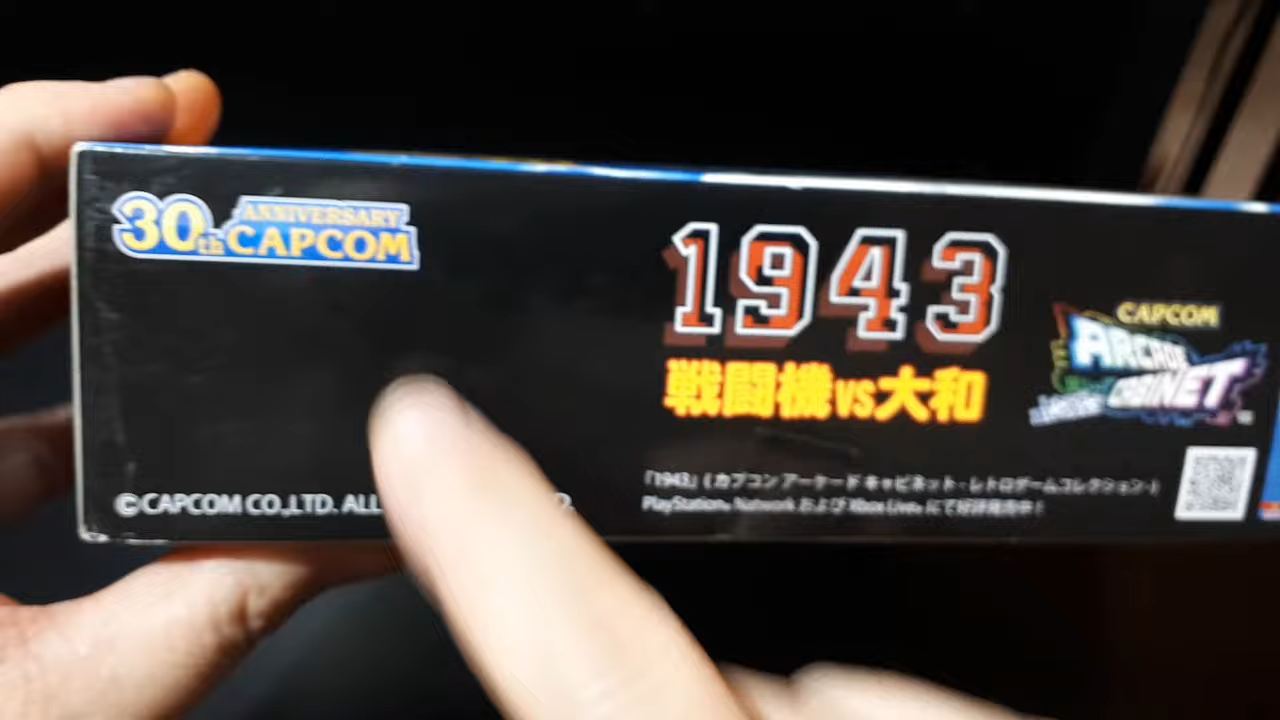 30th ANNIVERSARY
CAPCOM
1943
戦闘機vs大和
CAPCOM
ARCADE
CABINET
©CAPCOM CO.,LTD. ALL
「1943」(カプコン アーケード キャビネット - レトロゲームコレクション-)
PlayStation® Network および Xbox Live® にて好評発売中!